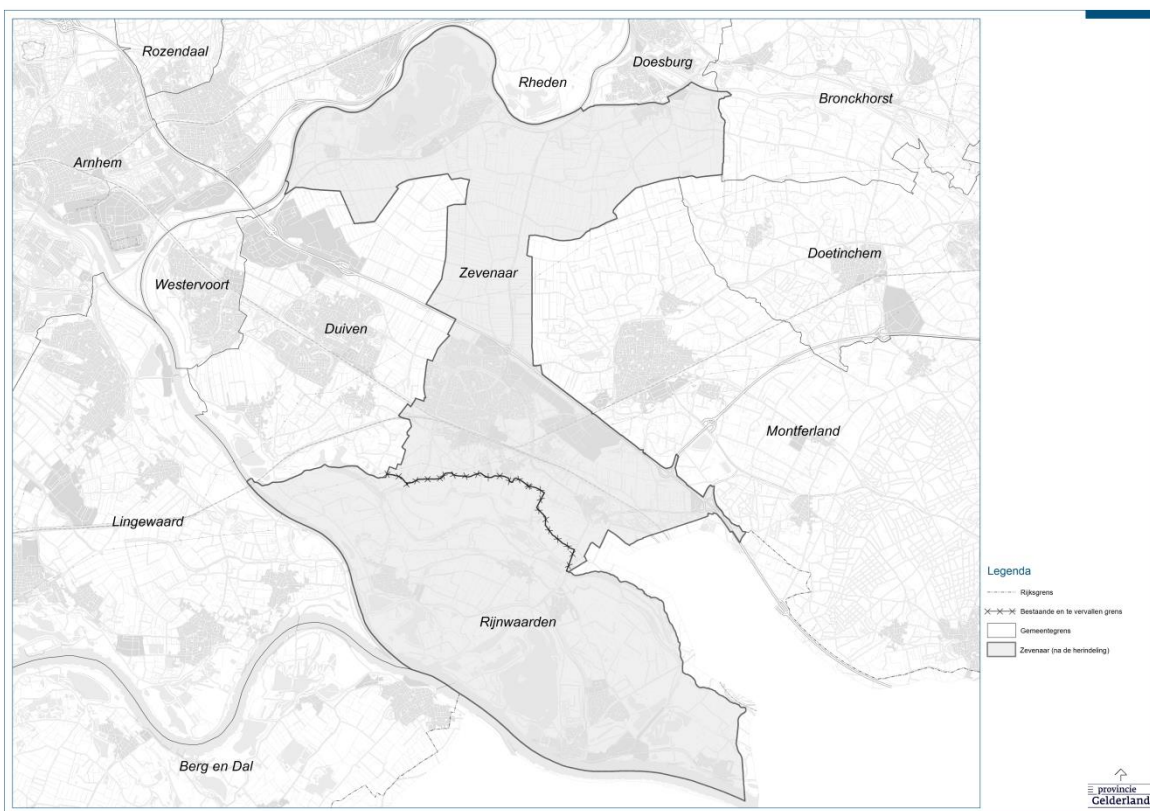 Rozendaal
Doesburg
Rheden
Bronckhorst
Arnhem
Doetinchem
Zevenaar
Westervoort
Duiven
Montferland
Lingewaard
Rijnwaarden
Berg en Dal
Legenda
Rijksgrens
Bestaande en te vervallen grens
Gemeentegrens
Zevenaar (na de herindeling)
provincie
Gelderland